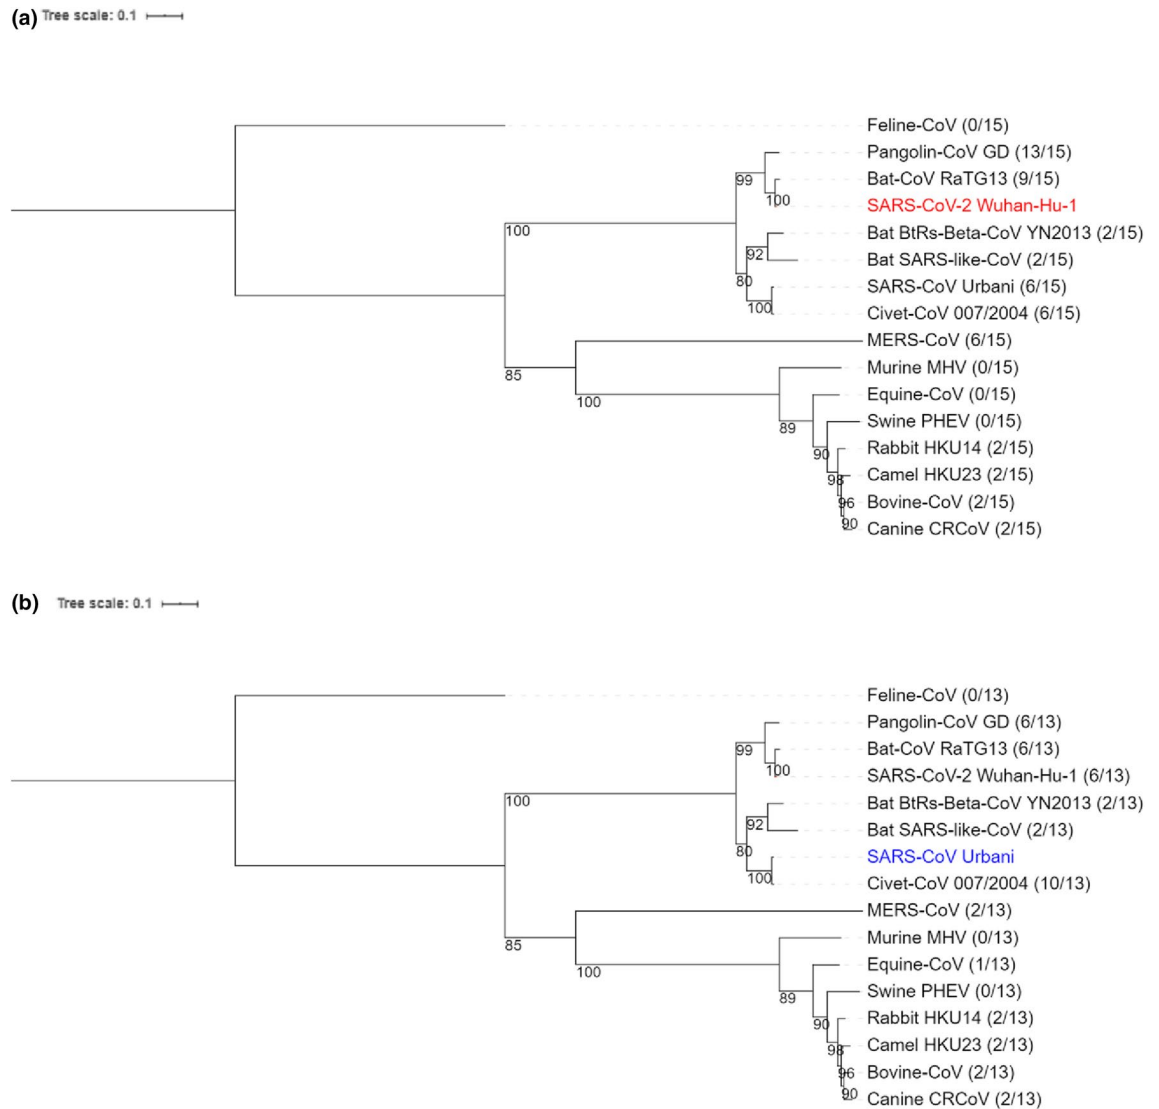 (a) Tree scale: 0.1
Feline-CoV (0/15)
Pangolin-CoV GD (13/15)
99
Bat-CoV RaTG13 (9/15)
100
SARS-CoV-2 Wuhan-Hu-1
100
Bat BtRs-Beta-CoV YN2013 (2/15)
92
Bat SARS-like-CoV (2/15)
80
SARS-CoV Urbani (6/15)
100
Civet-CoV 007/2004 (6/15)
MERS-CoV (6/15)
85
Murine MHV (0/15)
100
Equine-CoV (0/15)
89
Swine PHEV (0/15)
90
Rabbit HKU14 (2/15)
98
Camel HKU23 (2/15)
96
Bovine-CoV (2/15)
90
Canine CRCoV (2/15)
(b) Tree scale: 0.1
Feline-CoV (0/13)
Pangolin-CoV GD (6/13)
99
Bat-CoV RaTG13 (6/13)
100
SARS-CoV-2 Wuhan-Hu-1 (6/13)
100
Bat BtRs-Beta-CoV YN2013 (2/13)
92
Bat SARS-like-CoV (2/13)
80
SARS-CoV Urbani
100
Civet-CoV 007/2004 (10/13)
MERS-CoV (2/13)
85
Murine MHV (0/13)
100
Equine-CoV (1/13)
89
Swine PHEV (0/13)
90
Rabbit HKU14 (2/13)
98
Camel HKU23 (2/13)
96
Bovine-CoV (2/13)
90
Canine CRCoV (2/13)